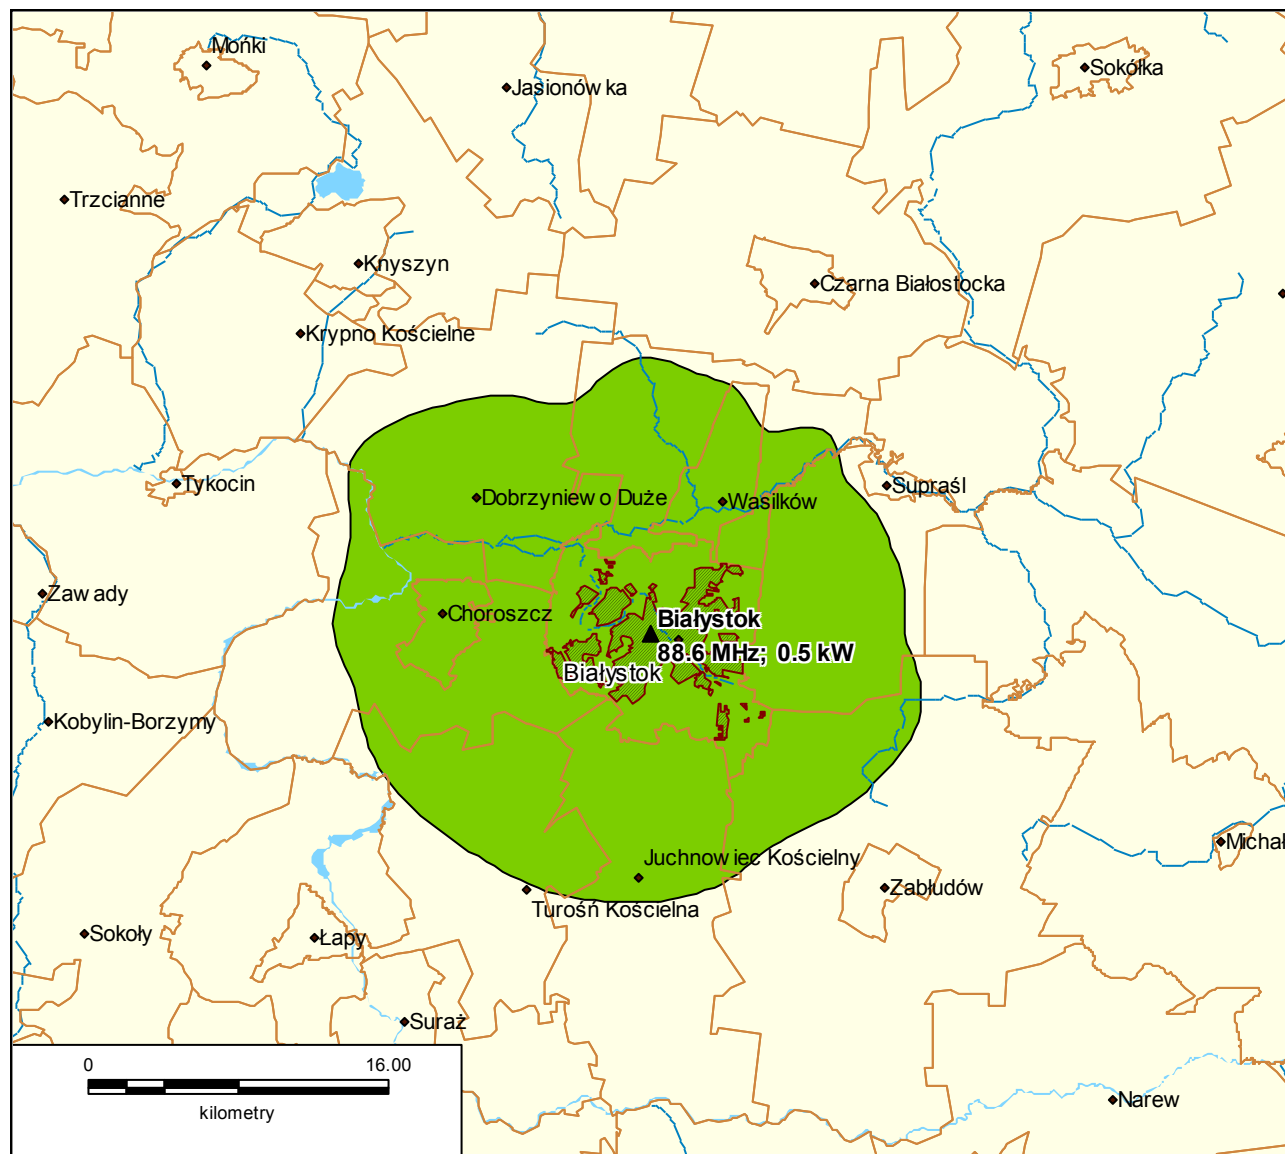 Mońki
Sokółka
Jasionówka
Trzcianne
Knyszyn
Czarna Białostocka
Krypno Kościelne
Tykocin
Supraśl
Dobrzyniewo Duże
Wasilków
Zawady
Choroszcz
Białystok
88.6 MHz; 0.5 kW
Białystok
Kobylin-Borzymy
Michał
Juchnowiec Kościelny
Zabłudów
Turośń Kościelna
Sokoły
Łapy
Suraż
0 16.00
kilometry
Narew